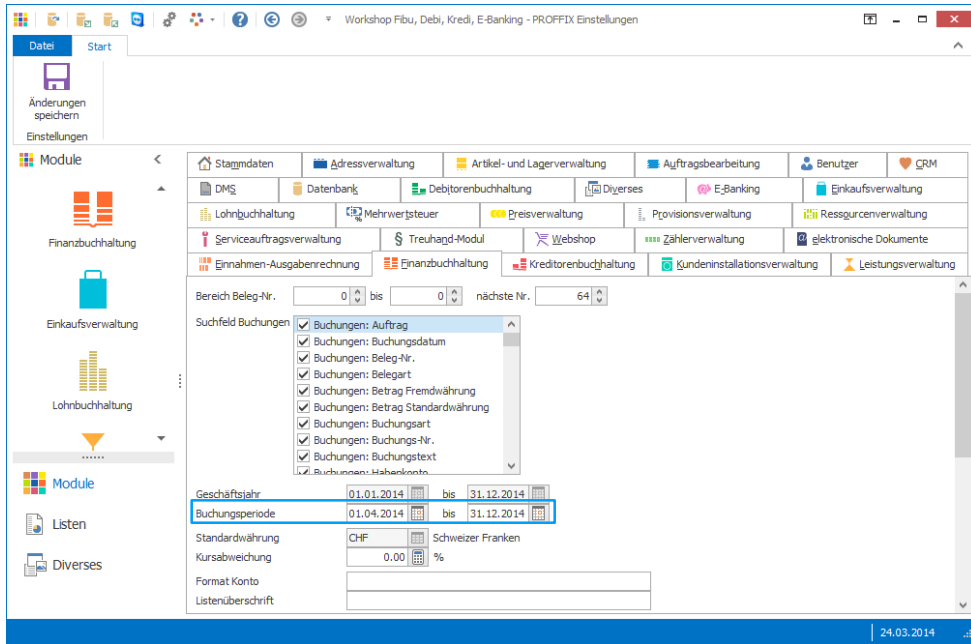 Workshop Fibu, Debi, Kredi, E-Banking - PROFFIX Einstellungen
Datei Start
Änderungen
speichern
Einstellungen
Module
Finanzbuchhaltung
Einkaufsverwaltung
Lohnbuchhaltung
Module
Listen
Diverses
Stammdaten Adressverwaltung Artikel- und Lagerverwaltung Auftragsbearbeitung Benutzer CRM
DMS Datenbank Debitorenbuchhaltung Diverses E-Banking Einkaufsverwaltung
Lohnbuchhaltung Mehrwertsteuer Preisverwaltung Provisionsverwaltung Ressourcenverwaltung
Serviceauftragsverwaltung Treuhand-Modul Webshop Zählerverwaltung elektronische Dokumente
Einnahmen-Ausgabenrechnung Finanzbuchhaltung Kreditorenbuchhaltung Kundeninstallationsverwaltung Leistungsverwaltung
Bereich Beleg-Nr. 0 bis 0 nächste Nr. 64
Suchfeld Buchungen Buchungen: Auftrag
Buchungen: Buchungsdatum
Buchungen: Beleg-Nr.
Buchungen: Belegart
Buchungen: Betrag Fremdwährung
Buchungen: Betrag Standardwährung
Buchungen: Buchungsart
Buchungen: Buchungs-Nr.
Buchungen: Buchungstext
Buchungen: Habenkonto
Geschäftsjahr 01.01.2014 bis 31.12.2014
Buchungsperiode 01.04.2014 bis 31.12.2014
Standardwährung CHF Schweizer Franken
Kursabweichung 0.00 %
Format Konto
Listenüberschrift
24.03.2014